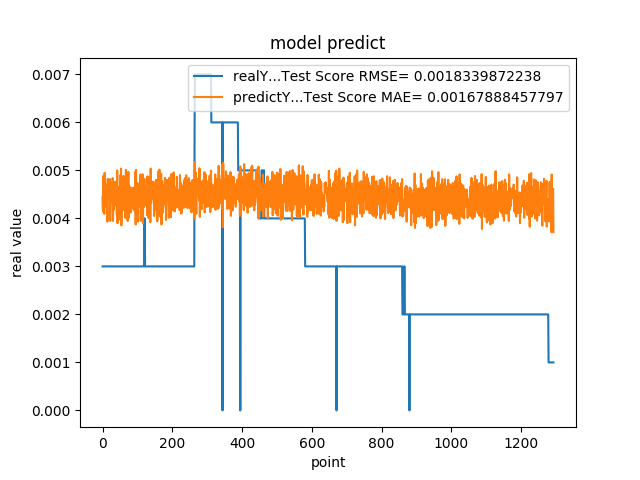 model predict
realY...Test Score RMSE= 0.0018339872238
predictY...Test Score MAE= 0.00167888457797
0.007
0.006
0.005
0.004
0.003
0.002
0.001
0.000
real value
0 200 400 600 800 1000 1200
point